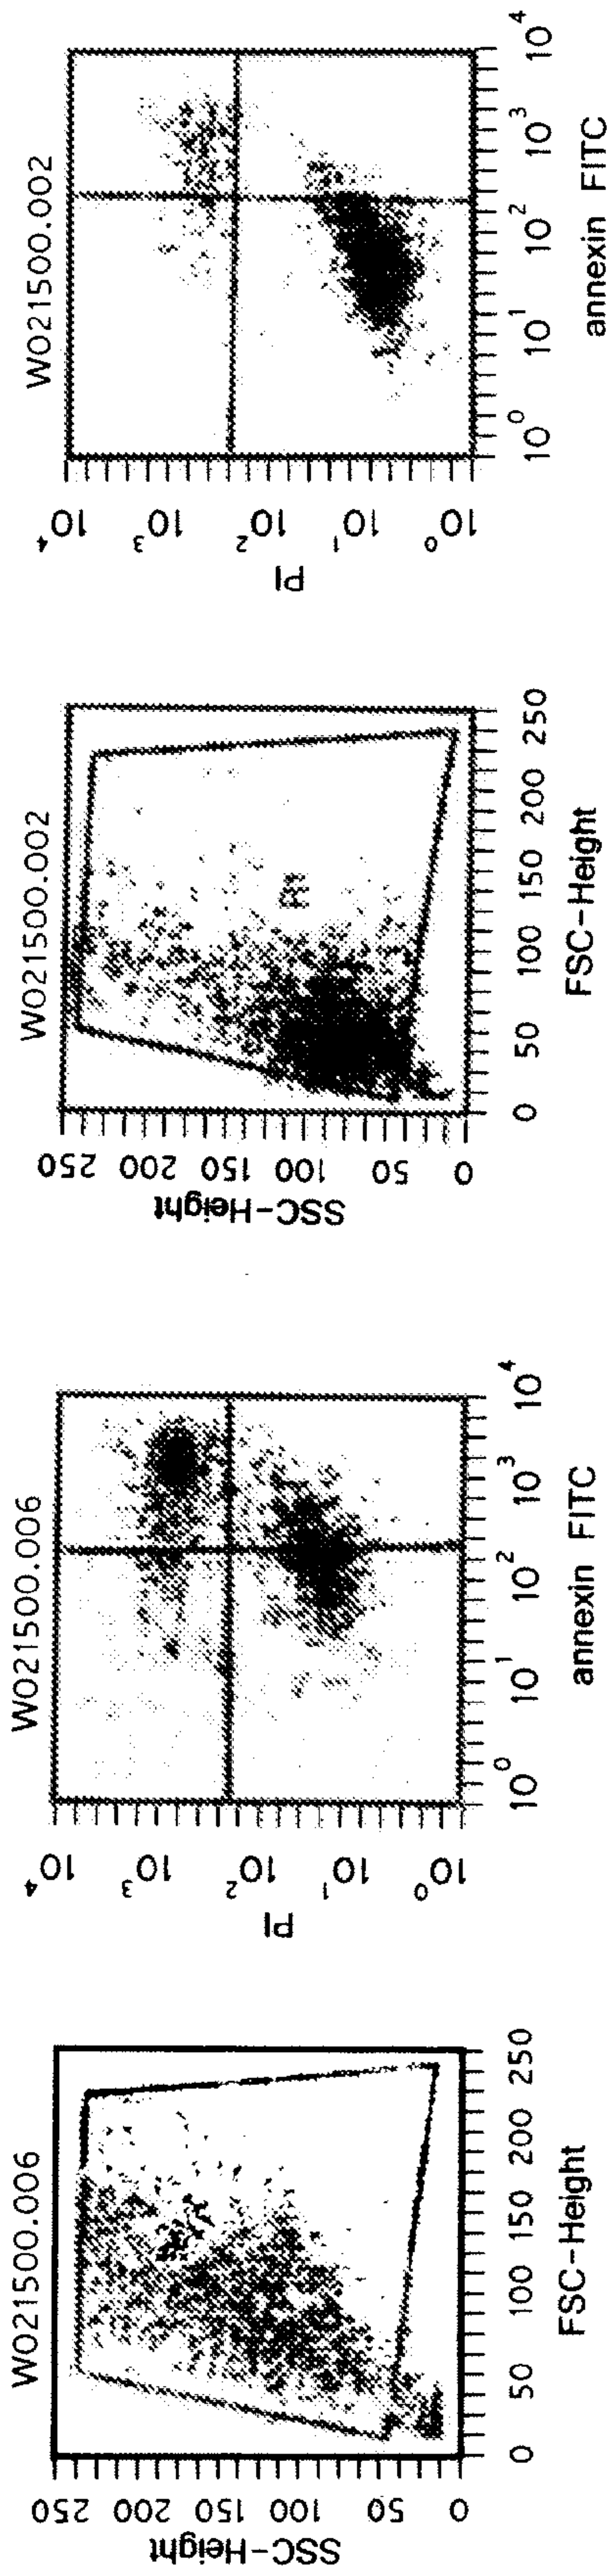 W021500.006
SSC-Height
250
200
150
100
50
0
0 50 100 150 200 250
FSC-Height
W021500.006
PI
10⁴
10³
10²
10¹
10⁰
10⁰ 10¹ 10² 10³ 10⁴
annexin FITC
W021500.002
SSC-Height
250
200
150
100
50
0
R1
0 50 100 150 200 250
FSC-Height
W021500.002
PI
10⁴
10³
10²
10¹
10⁰
10⁰ 10¹ 10² 10³ 10⁴
annexin FITC